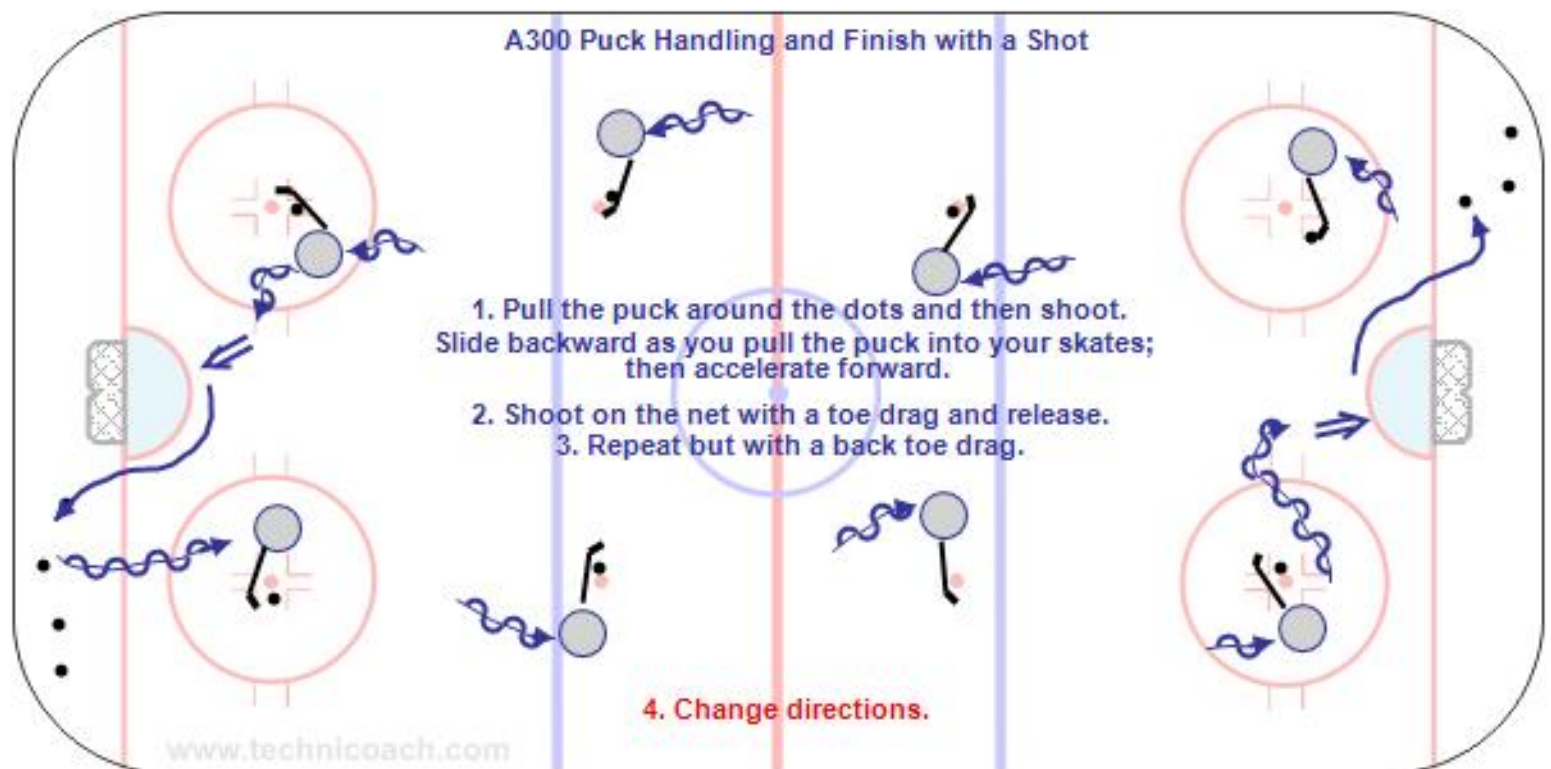 A300 Puck Handling and Finish with a Shot
1. Pull the puck around the dots and then shoot.
Slide backward as you pull the puck into your skates;
then accelerate forward.
2. Shoot on the net with a toe drag and release.
3. Repeat but with a back toe drag.
4. Change directions.
www.technicoach.com